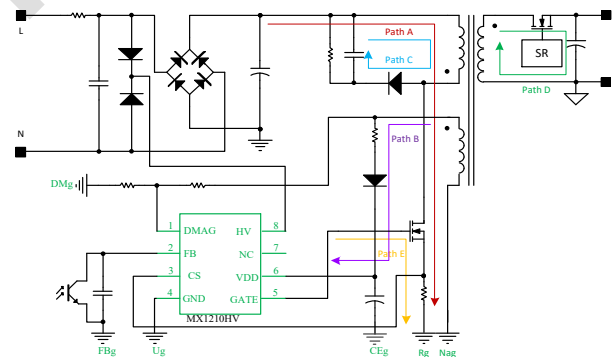 Path A
L
Path C
SR
Path D
N
Path B
DMg
1 DMAG HV 8
2 FB NC 7
3 CS VDD 6
4 GND GATE 5
MX1210HV
Path E
FBg Ug CEg Rg Nag